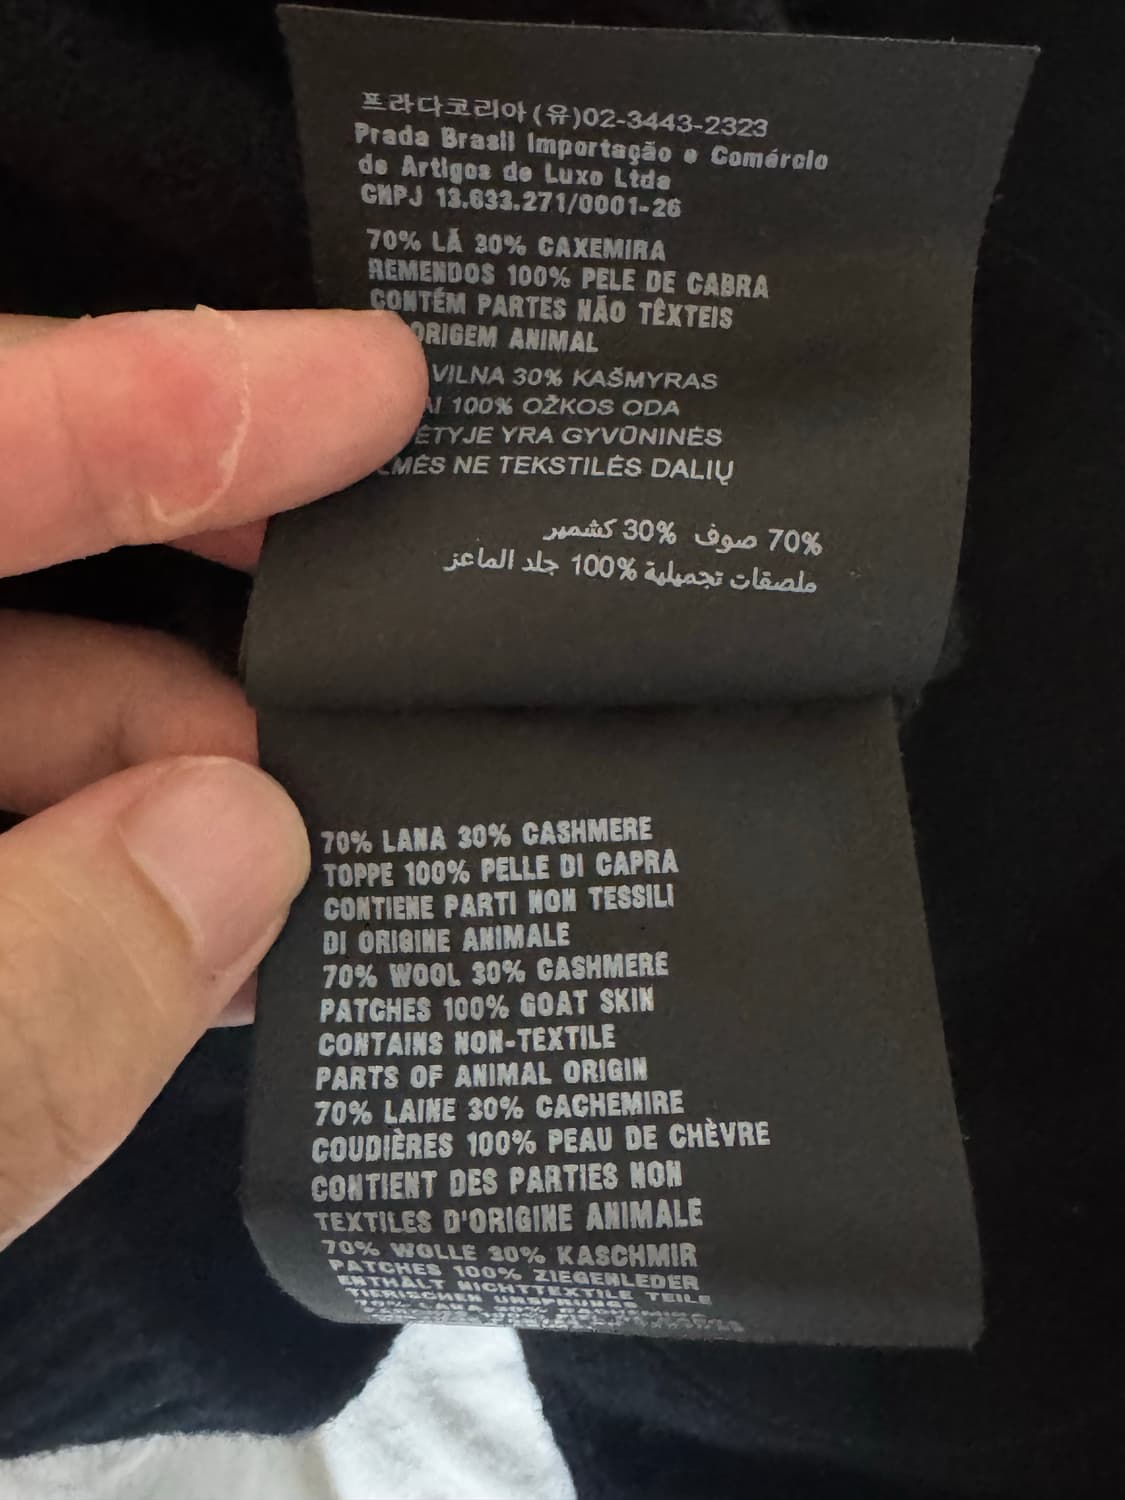 프라다코리아(유)02-3443-2323
Prada Brasil Importação e Comércio
de Artigos de Luxo Ltda
CNPJ 13.633.271/0001-26
70% LÃ 30% CAXEMIRA
REMENDOS 100% PELE DE CABRA
CONTÉM PARTES NÃO TÊXTEIS
ORIGEM ANIMAL
VILNA 30% KAŠMYRAS
100% OŽKOS ODA
YRA GYVŪNINĖS
NE TEKSTILĖS DALIŲ
70% صوف 30% كشمير
ملصقات تجميلية 100% جلد الماعز
70% LANA 30% CASHMERE
TOPPE 100% PELLE DI CAPRA
CONTIENE PARTI NON TESSILI
DI ORIGINE ANIMALE
70% WOOL 30% CASHMERE
PATCHES 100% GOAT SKIN
CONTAINS NON-TEXTILE
PARTS OF ANIMAL ORIGIN
70% LAINE 30% CACHEMIRE
COUDIÈRES 100% PEAU DE CHÈVRE
CONTIENT DES PARTIES NON
TEXTILES D'ORIGINE ANIMALE
70% WOLLE 30% KASCHMIR
PATCHES 100% ZIEGENLEDER
ENTHÄLT NICHTTEXTILE TEILE
TIERISCHEN URSPRUNGS